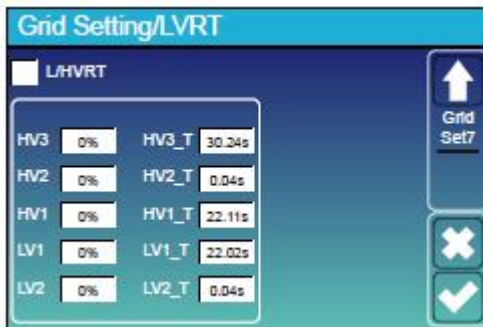 Grid Setting/LVRT
L/HVRT
Grid
Set7
HV3 0% HV3_T 30.24s
HV2 0% HV2_T 0.04s
HV1 0% HV1_T 22.11s
LV1 0% LV1_T 22.02s
LV2 0% LV2_T 0.04s